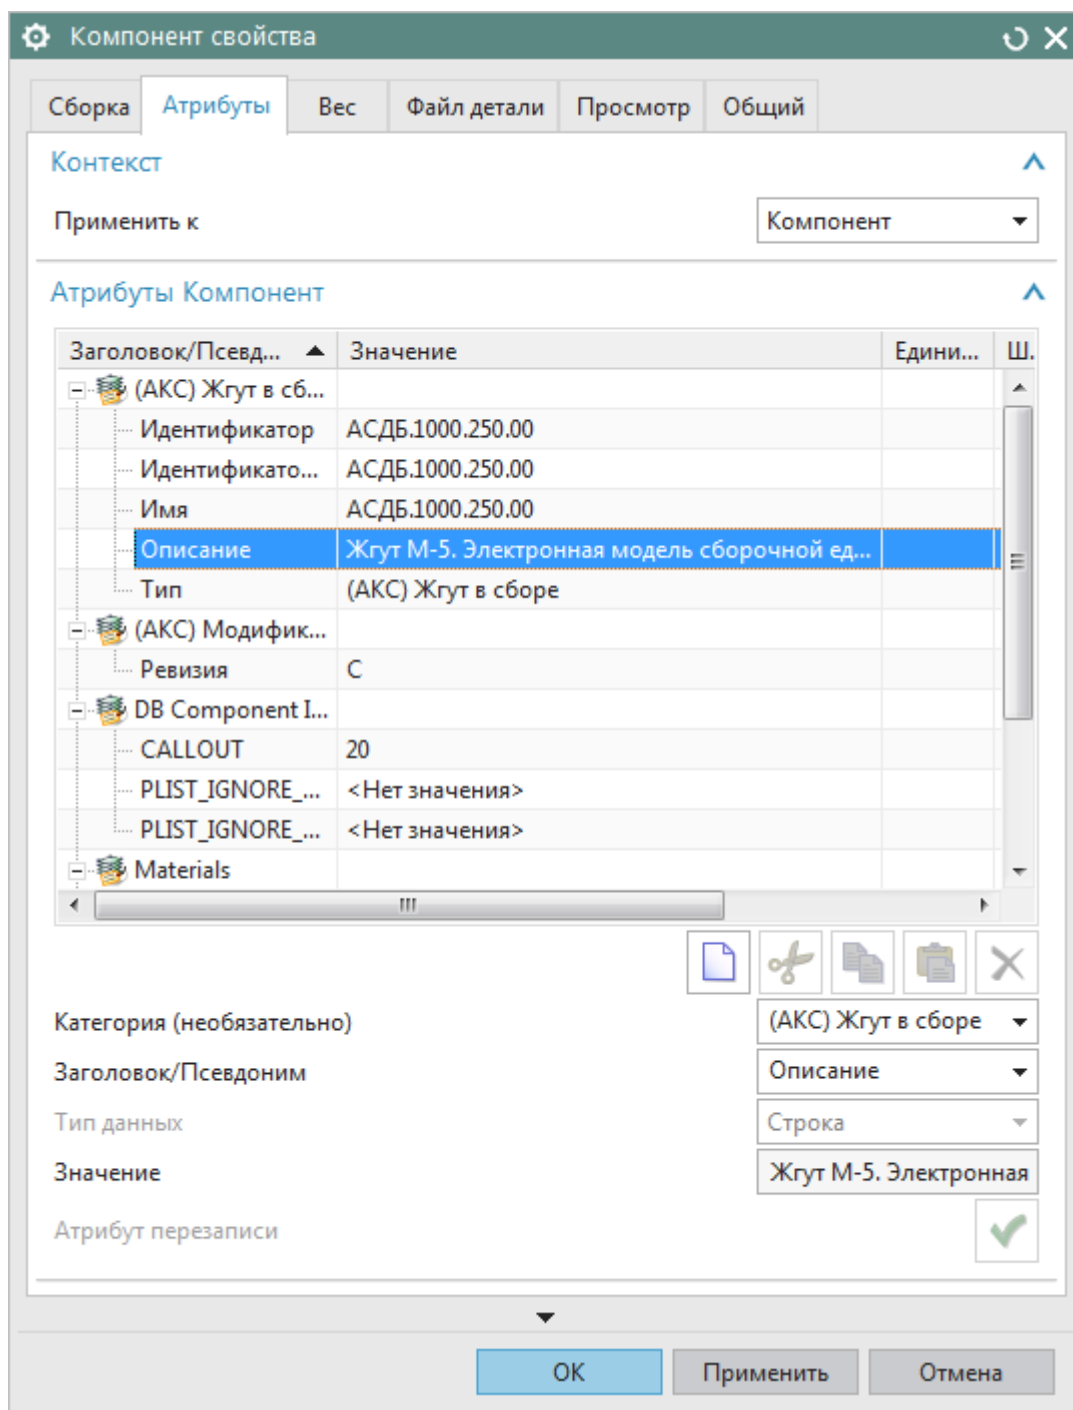 Компонент свойства
Сборка Атрибуты Вес Файл детали Просмотр Общий
Контекст
Применить к Компонент
Атрибуты Компонент
Заголовок/Псевд... Значение Едини... Ш.
(АКС) Жгут в сб...
Идентификатор АСДБ.1000.250.00
Идентификато... АСДБ.1000.250.00
Имя АСДБ.1000.250.00
Описание Жгут М-5. Электронная модель сборочной ед...
Тип (АКС) Жгут в сборе
(АКС) Модифик...
Ревизия C
DB Component I...
CALLOUT 20
PLIST_IGNORE_... <Нет значения>
PLIST_IGNORE_... <Нет значения>
Materials
Категория (необязательно) (АКС) Жгут в сборе
Заголовок/Псевдоним Описание
Тип данных Строка
Значение Жгут М-5. Электронная
Атрибут перезаписи
ОК Применить Отмена